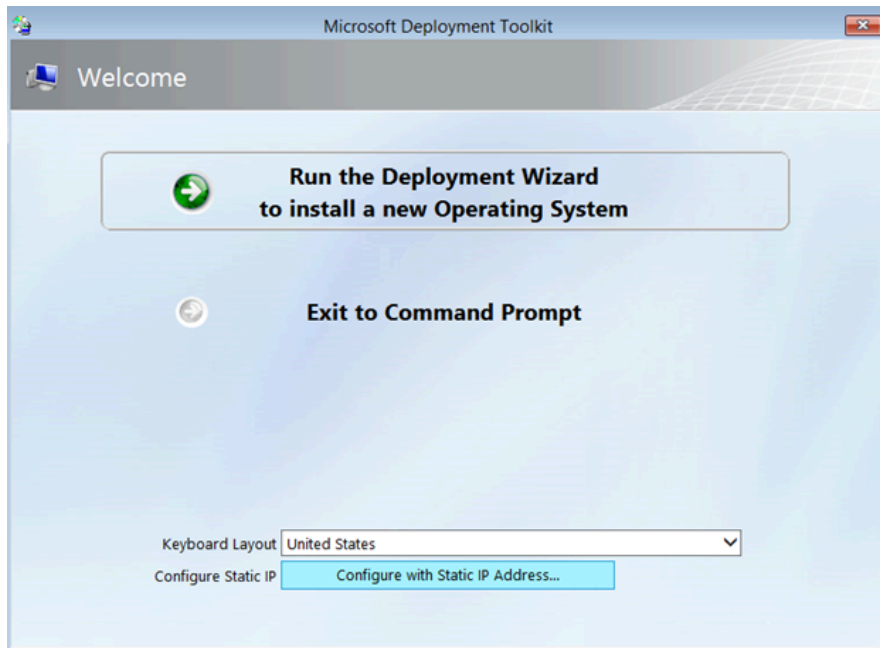 Microsoft Deployment Toolkit
Welcome
Run the Deployment Wizard
to install a new Operating System
Exit to Command Prompt
Keyboard Layout United States
Configure Static IP Configure with Static IP Address...